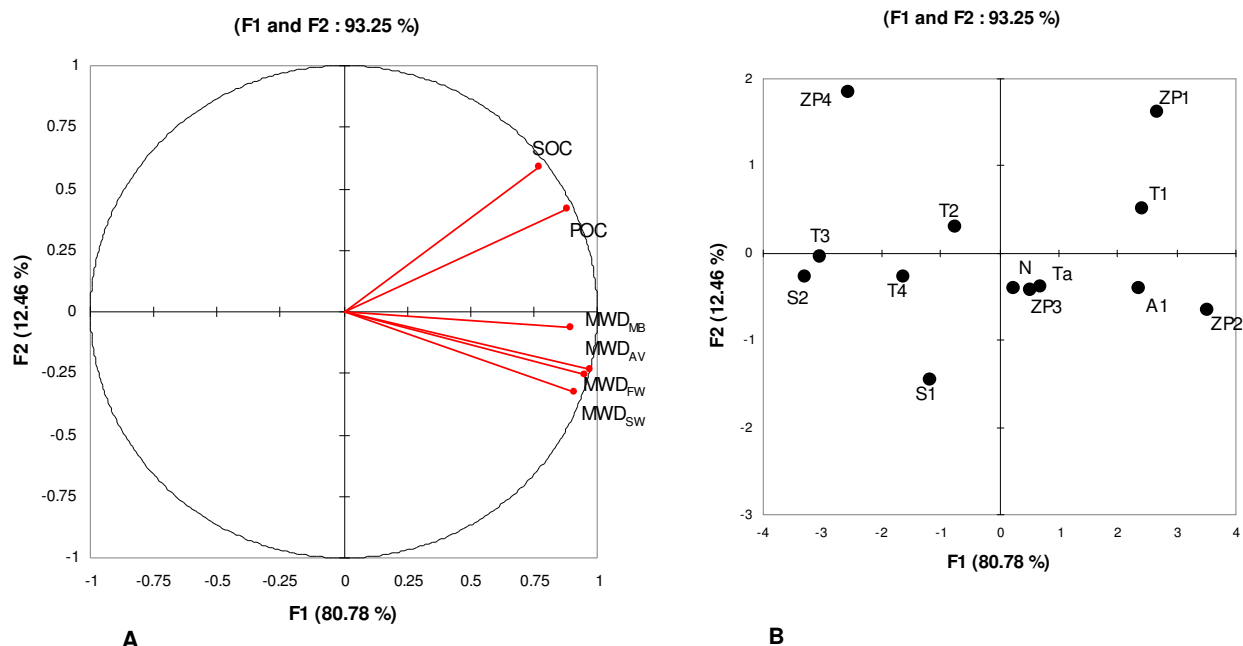 (F1 and F2 : 93.25 %)
1
0.75
0.5
0.25
0
-0.25
-0.5
-0.75
-1
F2 (12.46 %)
SOC
POC
MWD_MB
MWD_AV
MWD_FW
MWD_SW
-1 -0.75 -0.5 -0.25 0 0.25 0.5 0.75 1
F1 (80.78 %)
A
(F1 and F2 : 93.25 %)
2
1
0
-1
-2
-3
F2 (12.46 %)
ZP4
ZP1
T1
T2
T3
S2
T4
N
Ta
ZP3
A1
ZP2
S1
-4 -3 -2 -1 0 1 2 3 4
F1 (80.78 %)
B